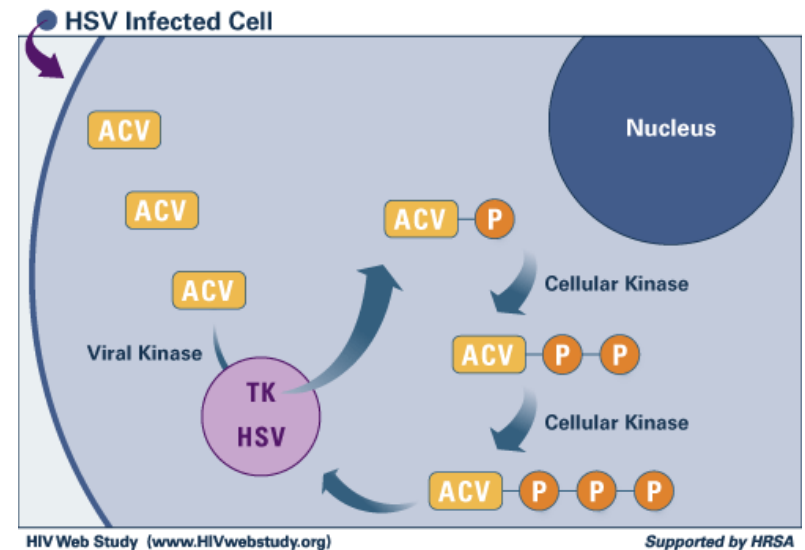 HSV Infected Cell
ACV
Nucleus
ACV
ACV P
ACV
Cellular Kinase
Viral Kinase
ACV P P
TK
HSV
Cellular Kinase
ACV P P P
HIV Web Study (www.HIVwebstudy.org)
Supported by HRSA